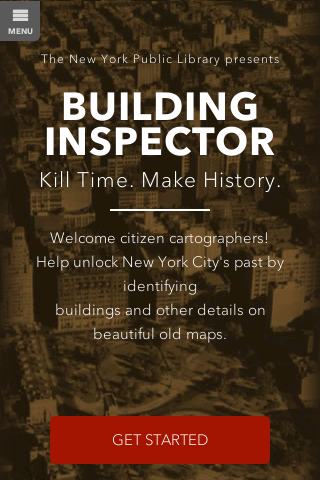 MENU
The New York Public Library presents
BUILDING
INSPECTOR
Kill Time. Make History.
Welcome citizen cartographers!
Help unlock New York City's past by
identifying
buildings and other details on
beautiful old maps.
GET STARTED